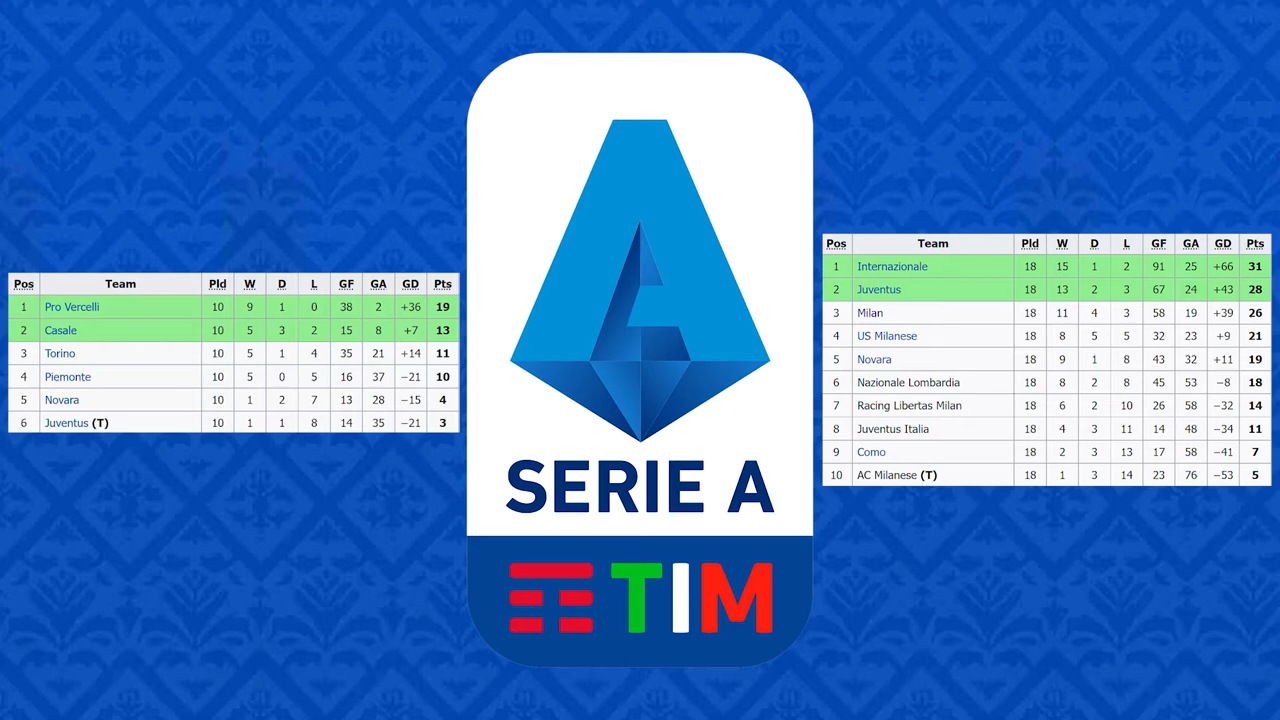 Pos Team Pld W D L GF GA GD Pts
1 Pro Vercelli 10 9 1 0 38 2 +36 19
2 Casale 10 5 3 2 15 8 +7 13
3 Torino 10 5 1 4 35 21 +14 11
4 Piemonte 10 5 0 5 16 37 −21 10
5 Novara 10 1 2 7 13 28 −15 4
6 Juventus (T) 10 1 1 8 14 35 −21 3
SERIE A
TIM
Pos Team Pld W D L GF GA GD Pts
1 Internazionale 18 15 1 2 91 25 +66 31
2 Juventus 18 13 2 3 67 24 +43 28
3 Milan 18 11 4 3 58 19 +39 26
4 US Milanese 18 8 5 5 32 23 +9 21
5 Novara 18 9 1 8 43 32 +11 19
6 Nazionale Lombardia 18 8 2 8 45 53 −8 18
7 Racing Libertas Milan 18 6 2 10 26 58 −32 14
8 Juventus Italia 18 4 3 11 14 48 −34 11
9 Como 18 2 3 13 17 58 −41 7
10 AC Milanese (T) 18 1 3 14 23 76 −53 5